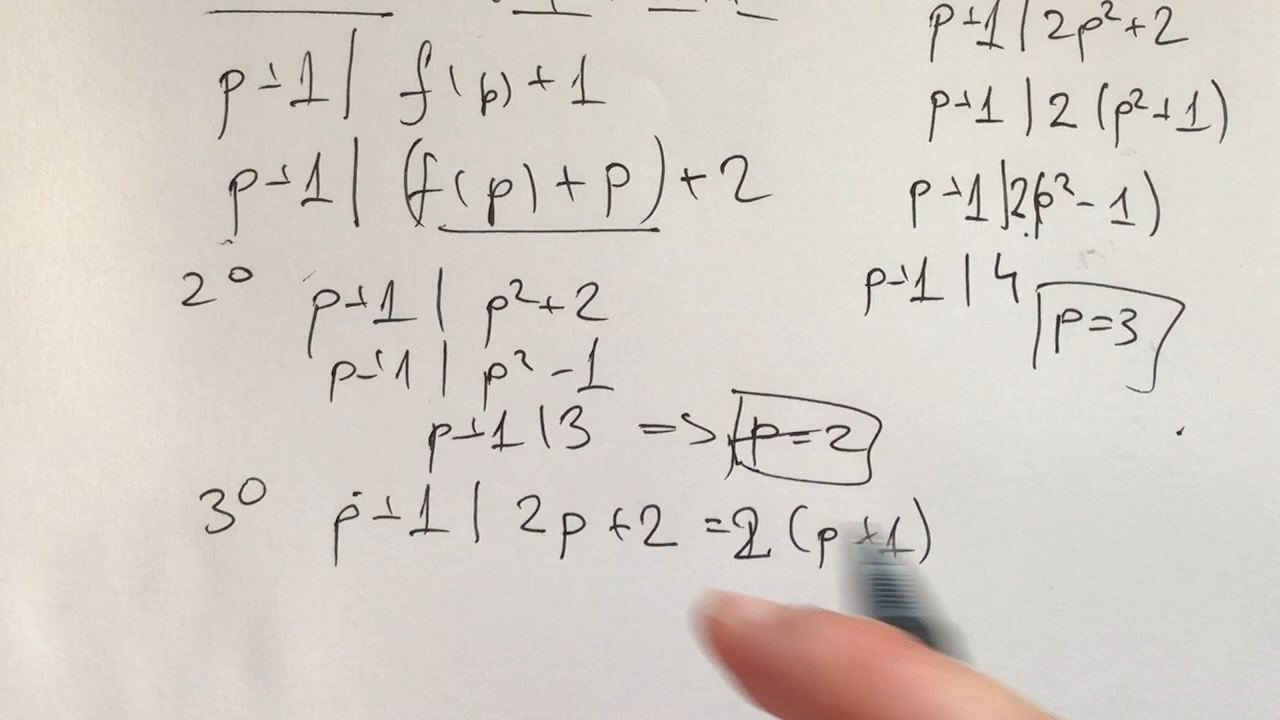 p+1 | f(p)+1
p+1 | (f(p)+p)+2
2° p+1 | p²+2
p+1 | p²-1
p+1 | 3 => p=2
3° p+1 | 2p+2 = 2(p+1)
p+1 | 2p²+2
p+1 | 2(p²+1)
p+1 | 2(p²-1)
p+1 | 4
p=3